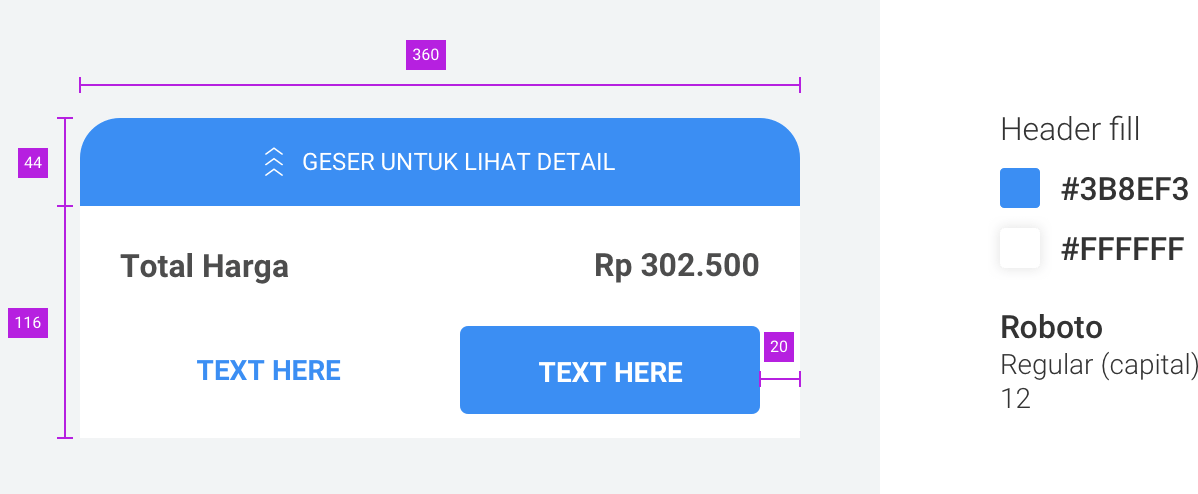 360
44
GESER UNTUK LIHAT DETAIL
Total Harga
Rp 302.500
116
TEXT HERE
TEXT HERE
20
Header fill
#3B8EF3
#FFFFFF
Roboto
Regular (capital)
12